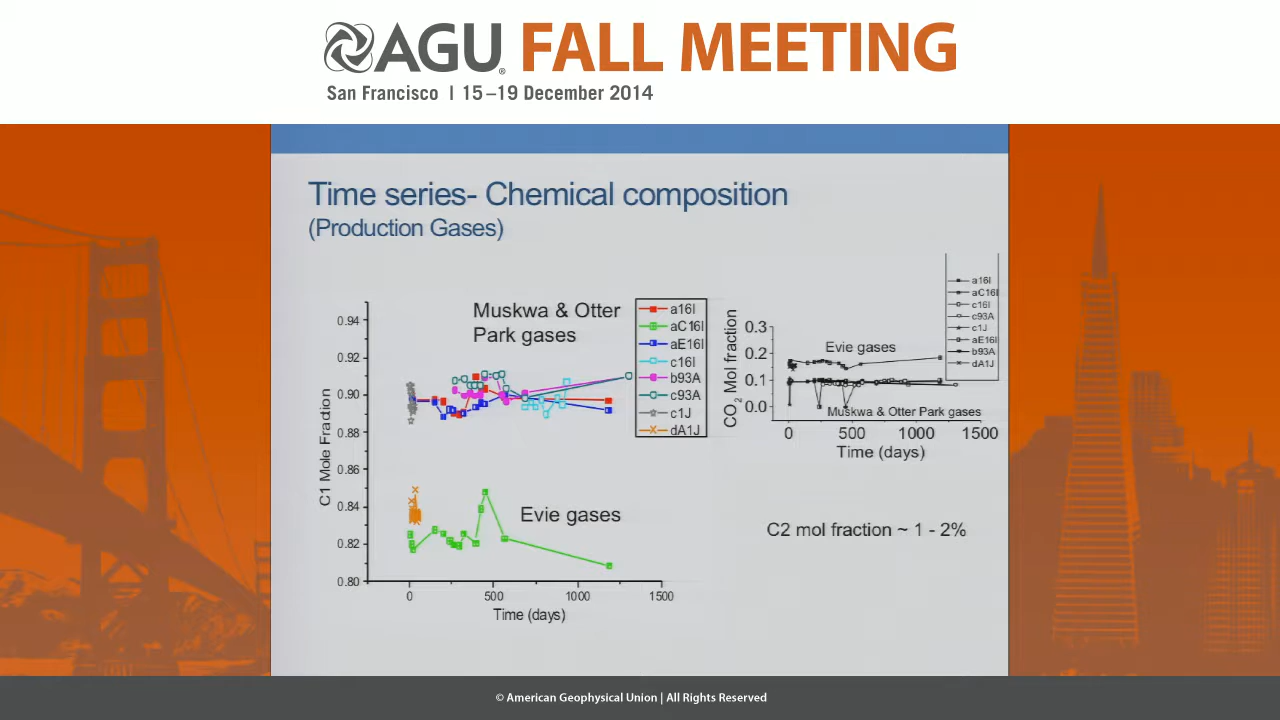 AGU FALL MEETING
San Francisco | 15–19 December 2014
Time series- Chemical composition
(Production Gases)
Muskwa & Otter
Park gases
a16I
aC16I
aE16I
c16I
b93A
c93A
c1J
dA1J
Evie gases
C1 Mole Fraction
0.94
0.92
0.90
0.88
0.86
0.84
0.82
0.80
0
500
1000
1500
Time (days)
a16I
aC16I
c16I
c93A
c1J
aE16I
b93A
dA1J
Evie gases
Muskwa & Otter Park gases
CO2 Mol fraction
0.3
0.2
0.1
0.0
0
500
1000
1500
Time (days)
C2 mol fraction ~ 1 - 2%
© American Geophysical Union | All Rights Reserved